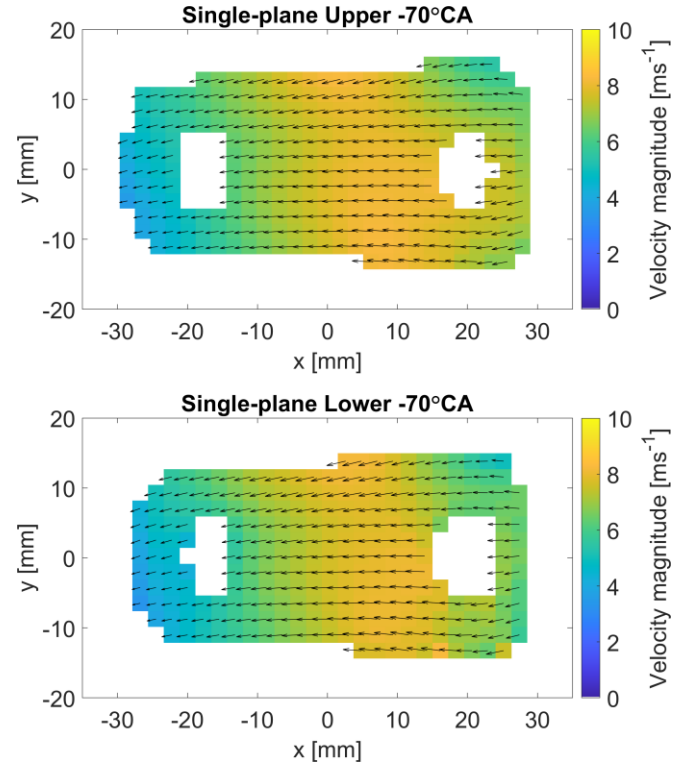 Single-plane Upper -70°CA
20
10
0
-10
-20
y [mm]
-30 -20 -10 0 10 20 30
x [mm]
10
8
6
4
2
0
Velocity magnitude [ms⁻¹]
Single-plane Lower -70°CA
20
10
0
-10
-20
y [mm]
-30 -20 -10 0 10 20 30
x [mm]
10
8
6
4
2
0
Velocity magnitude [ms⁻¹]